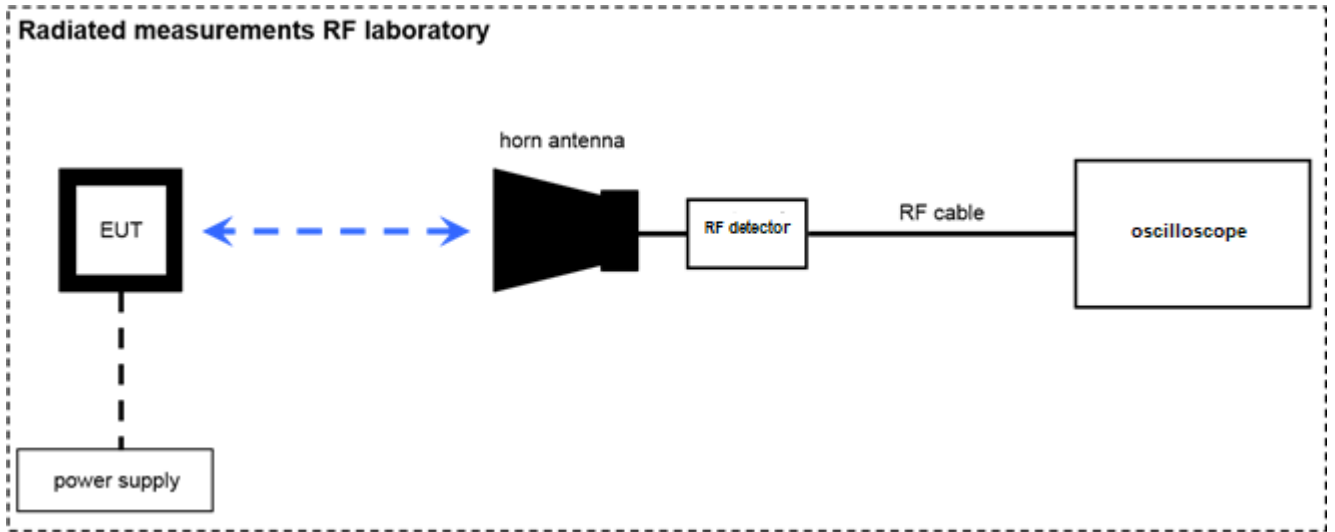 Radiated measurements RF laboratory
horn antenna
EUT
RF detector
RF cable
oscilloscope
power supply